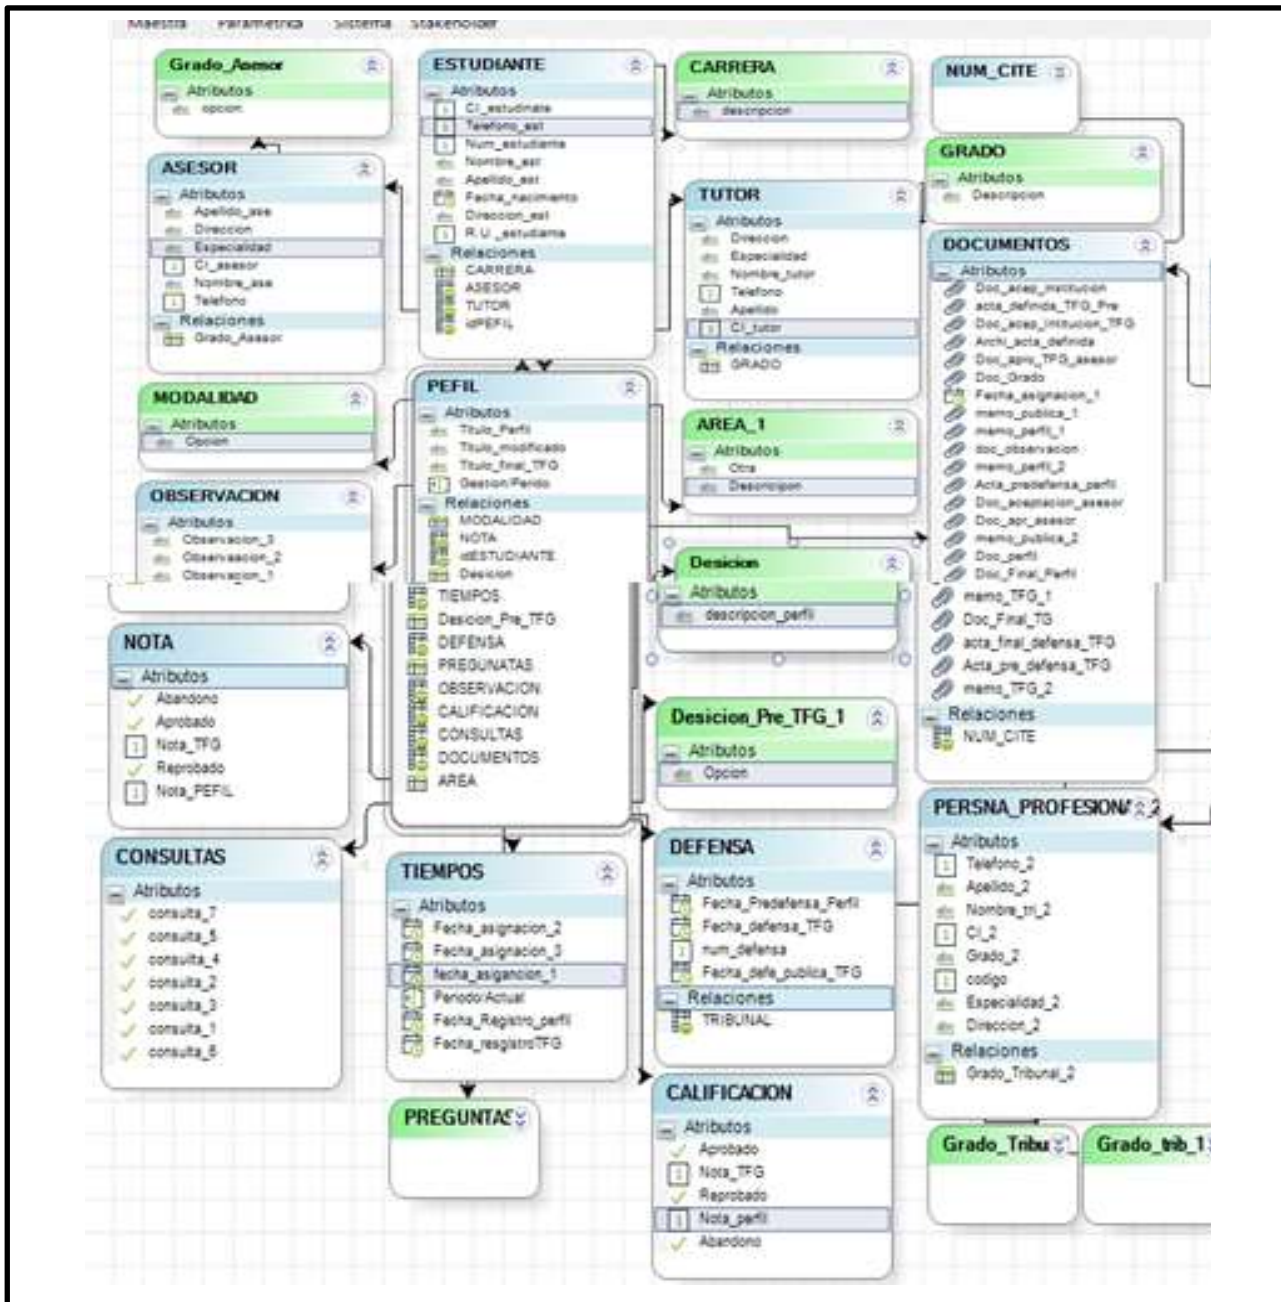 Maestra Parametrica Sistema Stakeholder
Grado_Asesor
Atributos
opcion
ESTUDIANTE
Atributos
CI_estudinate
Telefono_est
Num_estudiante
Nombre_est
Apellido_est
Fecha_nacimiento
Direccion_est
R.U._estudiante
Relaciones
CARRERA
ASESOR
TUTOR
idPEFIL
CARRERA
Atributos
descripcion
NUM_CITE
GRADO
Atributos
Descripcion
ASESOR
Atributos
Apellido_ase
Direccion
Especialidad
CI_asesor
Nombre_ase
Telefono
Relaciones
Grado_Asesor
TUTOR
Atributos
Direccion
Especialidad
Nombre_tutor
Telefono
Apellido
CI_tutor
Relaciones
GRADO
DOCUMENTOS
Atributos
Doc_acep_institucion
acta_definida_TFG_Pre
Doc_acep_intitucion_TFG
Archi_acta_definida
Doc_apro_TFG_asesor
Doc_Grado
Fecha_asignacion_1
memo_publica_1
memo_perfil_1
doc_observacion
memo_perfil_2
Acta_predefensa_perfil
Doc_aceptacion_asesor
Doc_apr_asesor
memo_publica_2
Doc_perfil
Doc_Final_Perfil
memo_TFG_1
Doc_Final_TG
acta_final_defensa_TFG
Acta_pre_defensa_TFG
memo_TFG_2
Relaciones
NUM_CITE
MODALIDAD
Atributos
Opcion
PEFIL
Atributos
Titulo_Perfil
Titulo_modificado
Titulo_final_TFG
Gestion/Perido
Relaciones
MODALIDAD
NOTA
idESTUDIANTE
Desicion
TIEMPOS
Desicion_Pre_TFG
DEFENSA
PREGUNATAS
OBSERVACION
CALIFICACION
CONSULTAS
DOCUMENTOS
AREA
AREA_1
Atributos
Otra
Descricipon
OBSERVACION
Atributos
Observacion_3
Observaacion_2
Observacion_1
Desicion
Atributos
descripcion_perfil
NOTA
Atributos
Abandono
Aprobado
Nota_TFG
Reprobado
Nota_PEFIL
Desicion_Pre_TFG_1
Atributos
Opcion
CONSULTAS
Atributos
consulta_7
consulta_5
consulta_4
consulta_2
consulta_3
consulta_1
consulta_6
TIEMPOS
Atributos
Fecha_asignacion_2
Fecha_asignacion_3
fecha_asigancion_1
Periodo/Actual
Fecha_Registro_perfil
Fecha_resgistroTFG
DEFENSA
Atributos
Fecha_Predefensa_Perfil
Fecha_defensa_TFG
num_defensa
Fecha_defe_publica_TFG
Relaciones
TRIBUNAL
PERSNA_PROFESIONA_2
Atributos
Telefono_2
Apellido_2
Nombre_tri_2
CI_2
Grado_2
codigo
Especialidad_2
Direccion_2
Relaciones
Grado_Tribunal_2
PREGUNTAS
CALIFICACION
Atributos
Aprobado
Nota_TFG
Reprobado
Nota_perfil
Abandono
Grado_Tribu
Grado_trib_1